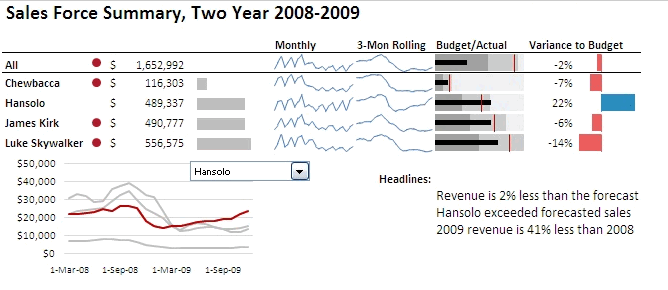 Sales Force Summary, Two Year 2008-2009
Monthly 3-Mon Rolling Budget/Actual Variance to Budget
All $ 1,652,992 -2%
Chewbacca $ 116,303 -7%
Hansolo $ 489,337 22%
James Kirk $ 490,777 -6%
Luke Skywalker $ 556,575 -14%
$50,000
$40,000
$30,000
$20,000
$10,000
$0
1-Mar-08 1-Sep-08 1-Mar-09 1-Sep-09
Hansolo
Headlines:
Revenue is 2% less than the forecast
Hansolo exceeded forecasted sales
2009 revenue is 41% less than 2008